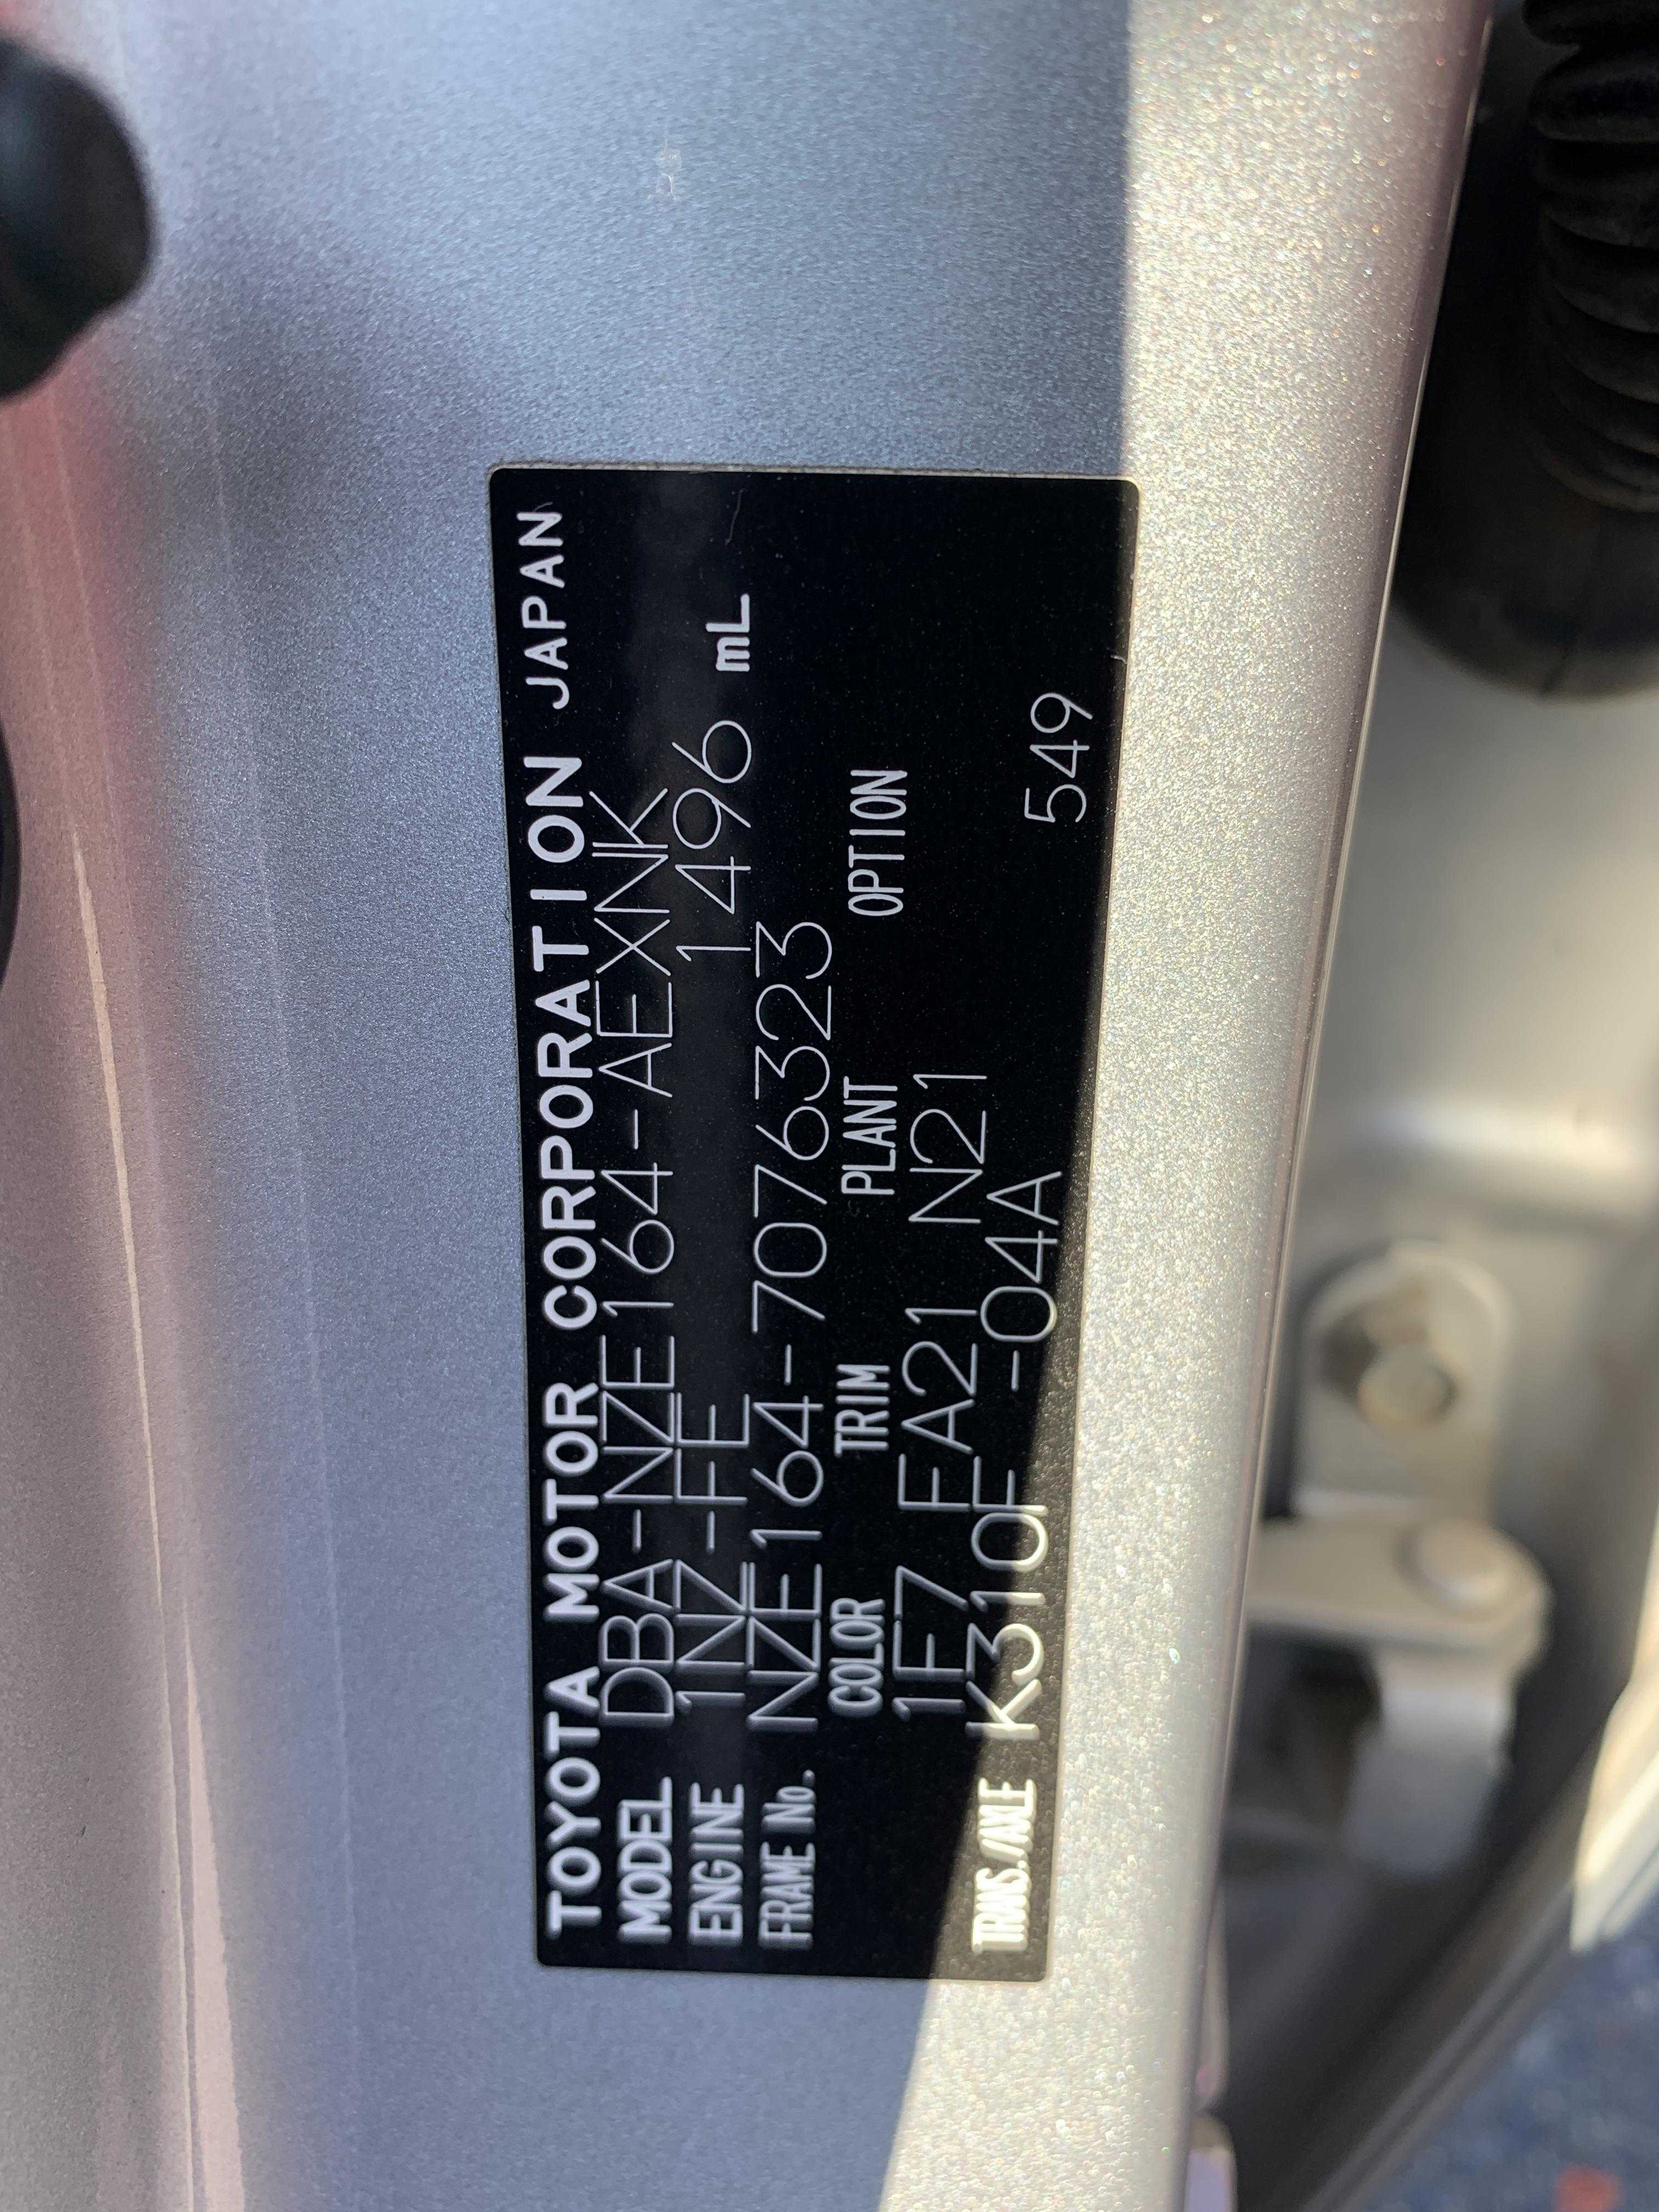 TOYOTA MOTOR CORPORATION JAPAN
MODEL DBA-NZE164-AEXNK
ENGINE 1NZ-FE 1496 mL
FRAME No. NZE164-7076323
COLOR TRIM PLANT OPTION
1F7 FA21 N21
TRANS./AXLE K310F -04A 549